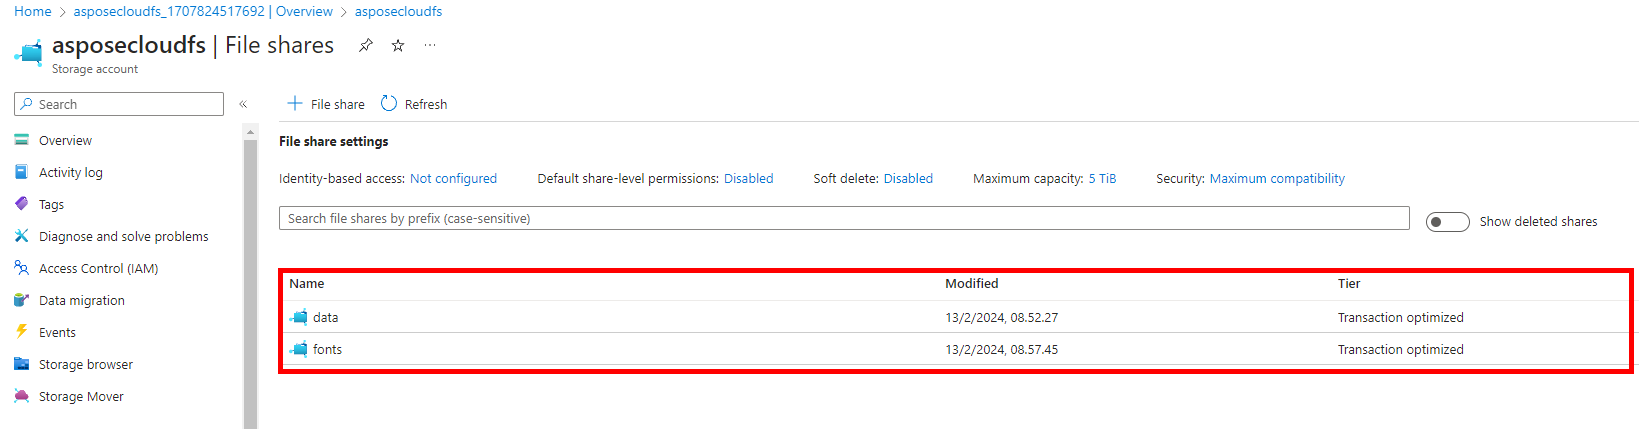 Home > asposecloudfs_1707824517692 | Overview > asposecloudfs
asposecloudfs | File shares ...
Storage account
Search «
+ File share Refresh
File share settings
Overview
Activity log
Tags
Diagnose and solve problems
Access Control (IAM)
Data migration
Events
Storage browser
Storage Mover
Identity-based access: Not configured Default share-level permissions: Disabled Soft delete: Disabled Maximum capacity: 5 TiB Security: Maximum compatibility
Search file shares by prefix (case-sensitive) Show deleted shares
Name Modified Tier
data 13/2/2024, 08.52.27 Transaction optimized
fonts 13/2/2024, 08.57.45 Transaction optimized